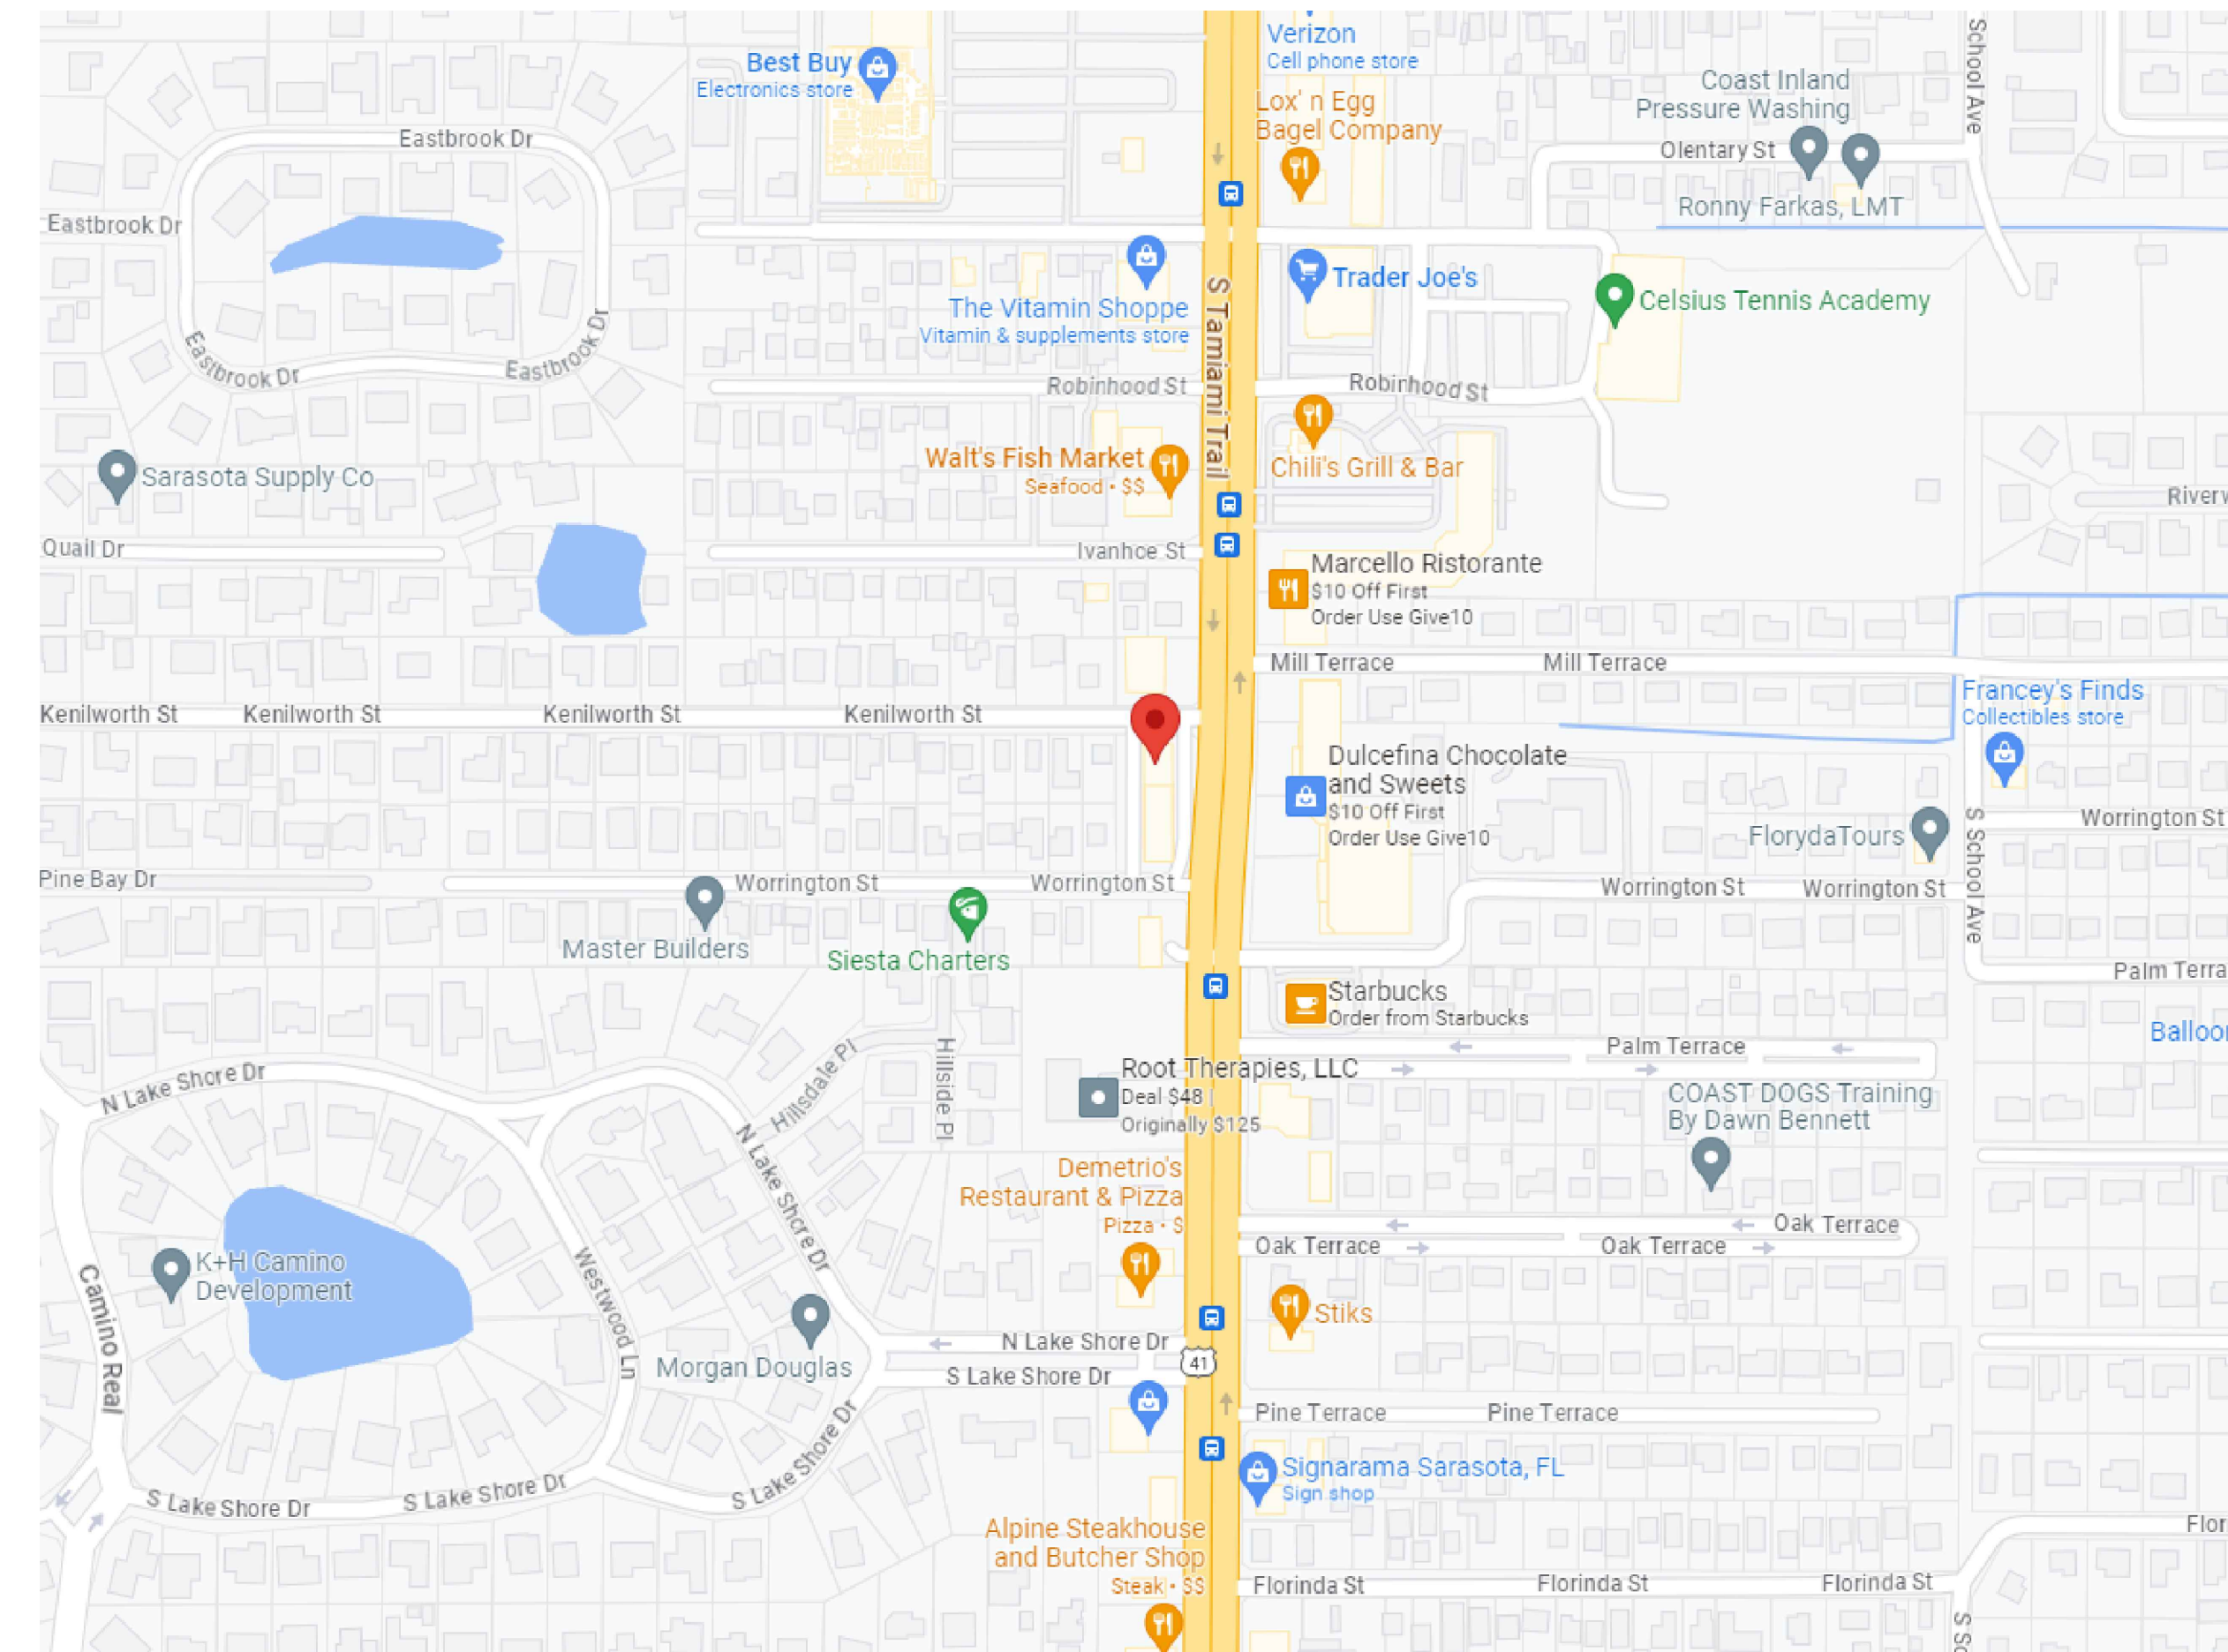 Verizon
Cell phone store
Best Buy
Electronics store
Lox' n Egg
Bagel Company
Coast Inland
Pressure Washing
School Ave
Eastbrook Dr
Olentary St
Ronny Farkas, LMT
Eastbrook Dr
Trader Joe's
Celsius Tennis Academy
The Vitamin Shoppe
Vitamin & supplements store
S Tamiami Trail
Eastbrook Dr
Eastbrook Dr
Robinhood St
Robinhood St
Walt's Fish Market
Seafood • $$
Chili's Grill & Bar
Sarasota Supply Co
Riverw
Quail Dr
Ivanhoe St
Marcello Ristorante
$10 Off First
Order Use Give10
Mill Terrace
Mill Terrace
Kenilworth St
Kenilworth St
Kenilworth St
Kenilworth St
Francey's Finds
Collectibles store
Dulcefina Chocolate
and Sweets
$10 Off First
Order Use Give10
FlorydaTours
S School Ave
Worrington St
Pine Bay Dr
Worrington St
Worrington St
Worrington St
Worrington St
Master Builders
Siesta Charters
Palm Terra
Starbucks
Order from Starbucks
Balloon
Palm Terrace
N Lake Shore Dr
Hillsdale Pl
Hillside Pl
Root Therapies, LLC
Deal $48 |
Originally $125
COAST DOGS Training
By Dawn Bennett
N Lake Shore Dr
Demetrio's
Restaurant & Pizza
Pizza • $
Oak Terrace
Oak Terrace
Oak Terrace
K+H Camino
Development
Camino Real
Westwood Ln
Stiks
N Lake Shore Dr
41
Morgan Douglas
S Lake Shore Dr
Pine Terrace
Pine Terrace
S Lake Shore Dr
Signarama Sarasota, FL
Sign shop
S Lake Shore Dr
S Lake Shore Dr
Alpine Steakhouse
and Butcher Shop
Steak • $$
Flor
Florinda St
Florinda St
Florinda St
S Sc